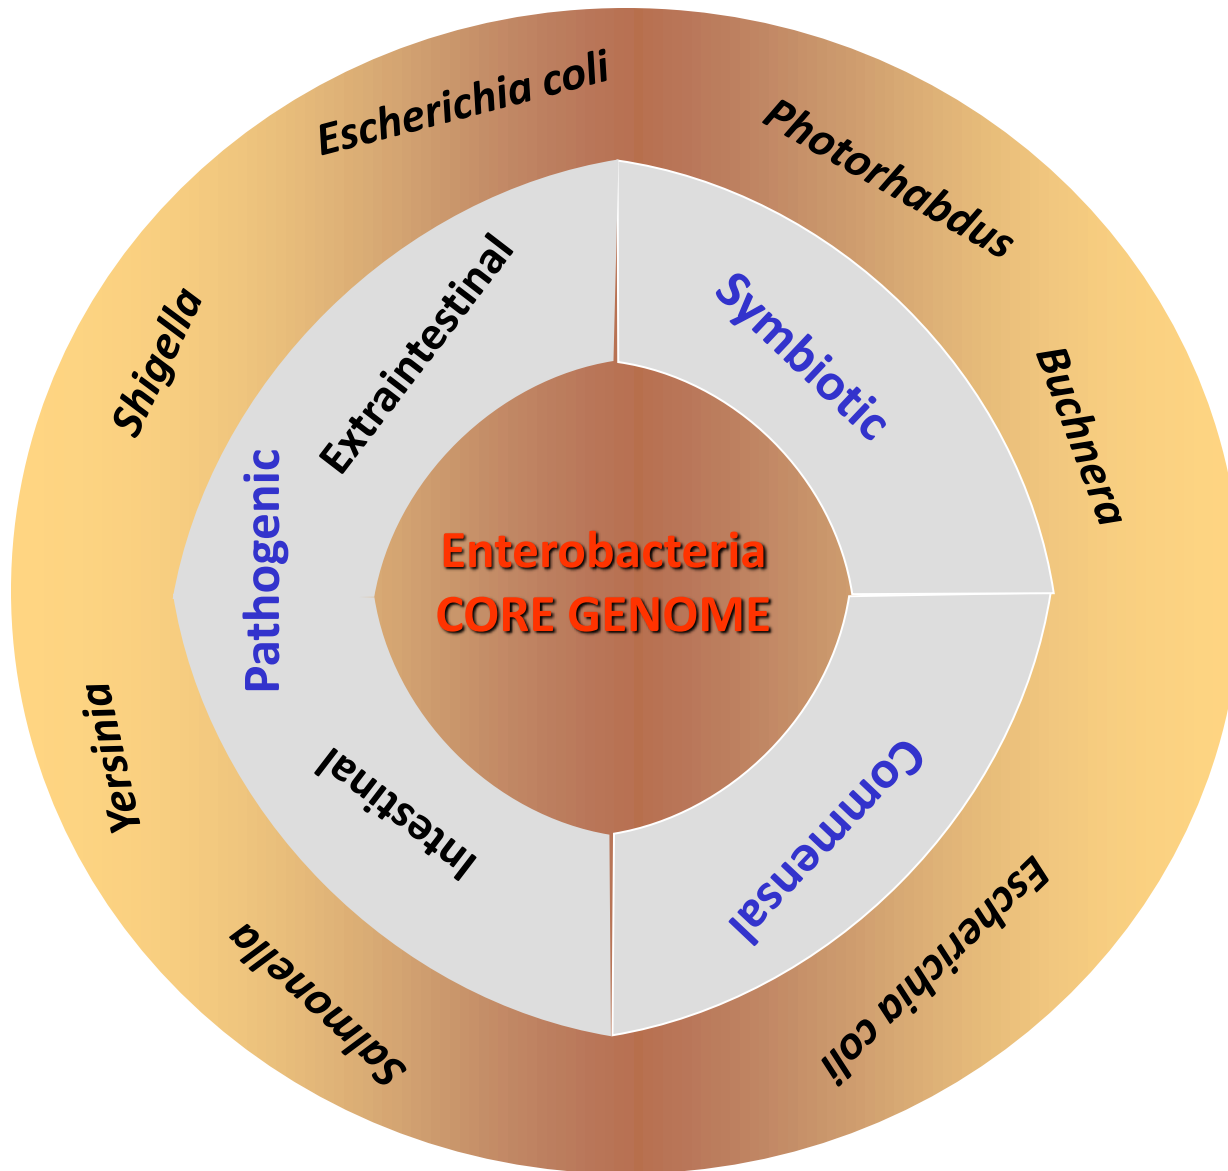 Escherichia coli
Photorhabdus
Shigella
Extraintestinal
Symbiotic
Buchnera
Pathogenic
Enterobacteria
CORE GENOME
Yersinia
Intestinal
Commensal
Salmonella
Escherichia coli